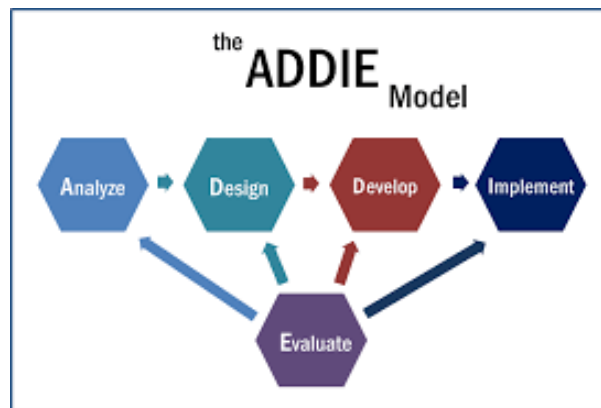 the ADDIE Model
Analyze
Design
Develop
Implement
Evaluate